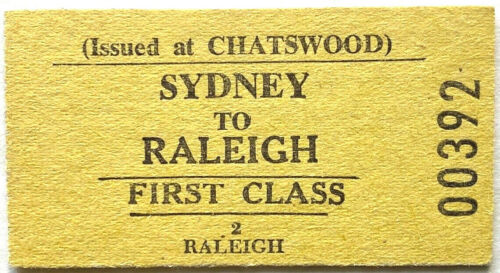 (Issued at CHATSWOOD)
SYDNEY
TO
RALEIGH
FIRST CLASS
2
RALEIGH
00392